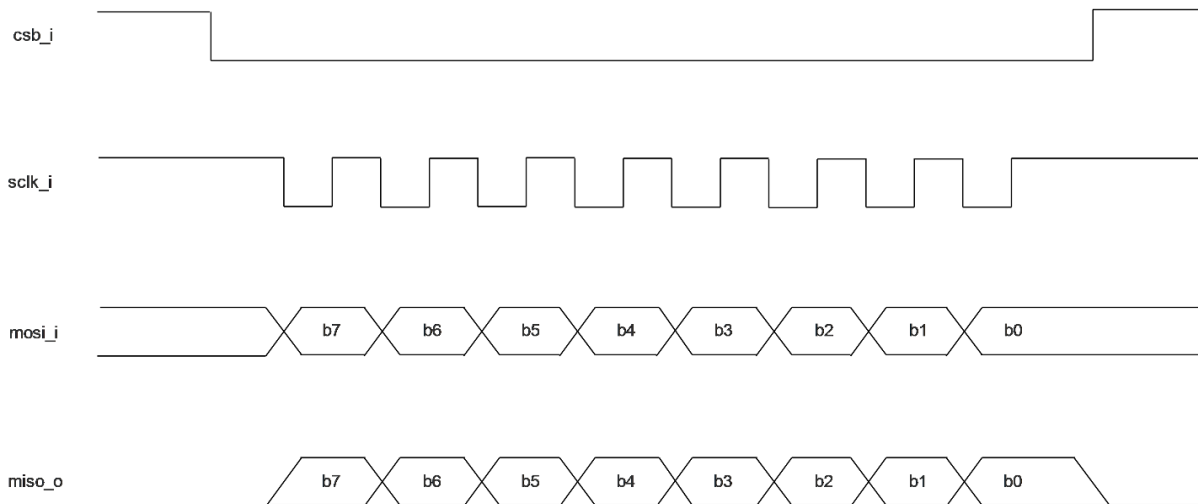 csb_i
sclk_i
mosi_i b7 b6 b5 b4 b3 b2 b1 b0
miso_o b7 b6 b5 b4 b3 b2 b1 b0